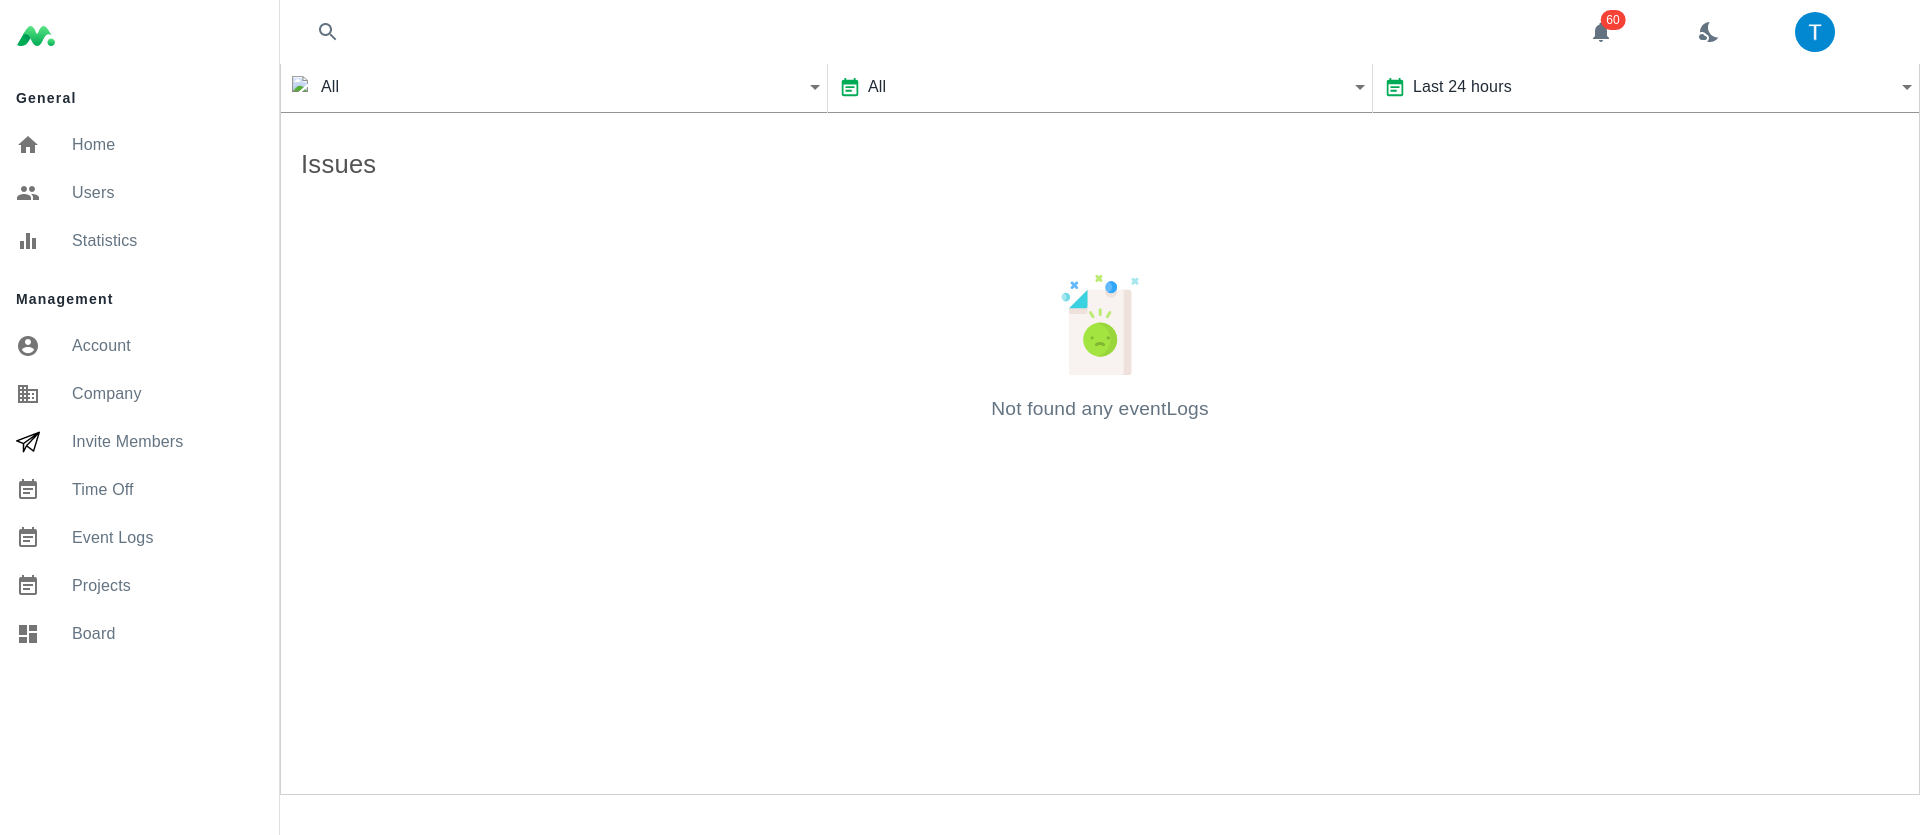 60
T
General
Home
Users
Statistics
Management
Account
Company
Invite Members
Time Off
Event Logs
Projects
Board
All
All
Last 24 hours
Issues
Not found any eventLogs